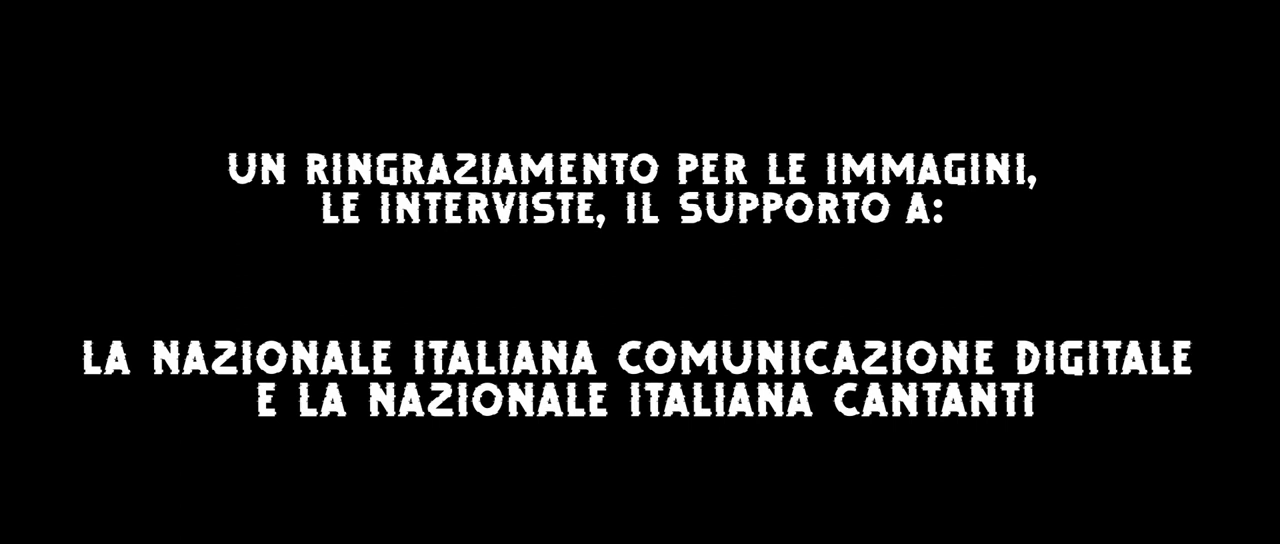 UN RINGRAZIAMENTO PER LE IMMAGINI,
LE INTERVISTE, IL SUPPORTO A:
LA NAZIONALE ITALIANA COMUNICAZIONE DIGITALE
E LA NAZIONALE ITALIANA CANTANTI